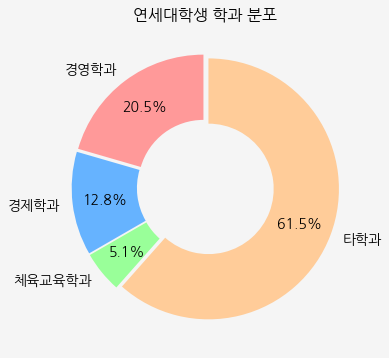 연세대학생 학과 분포
경영학과
20.5%
경제학과
12.8%
체육교육학과
5.1%
61.5%
타학과